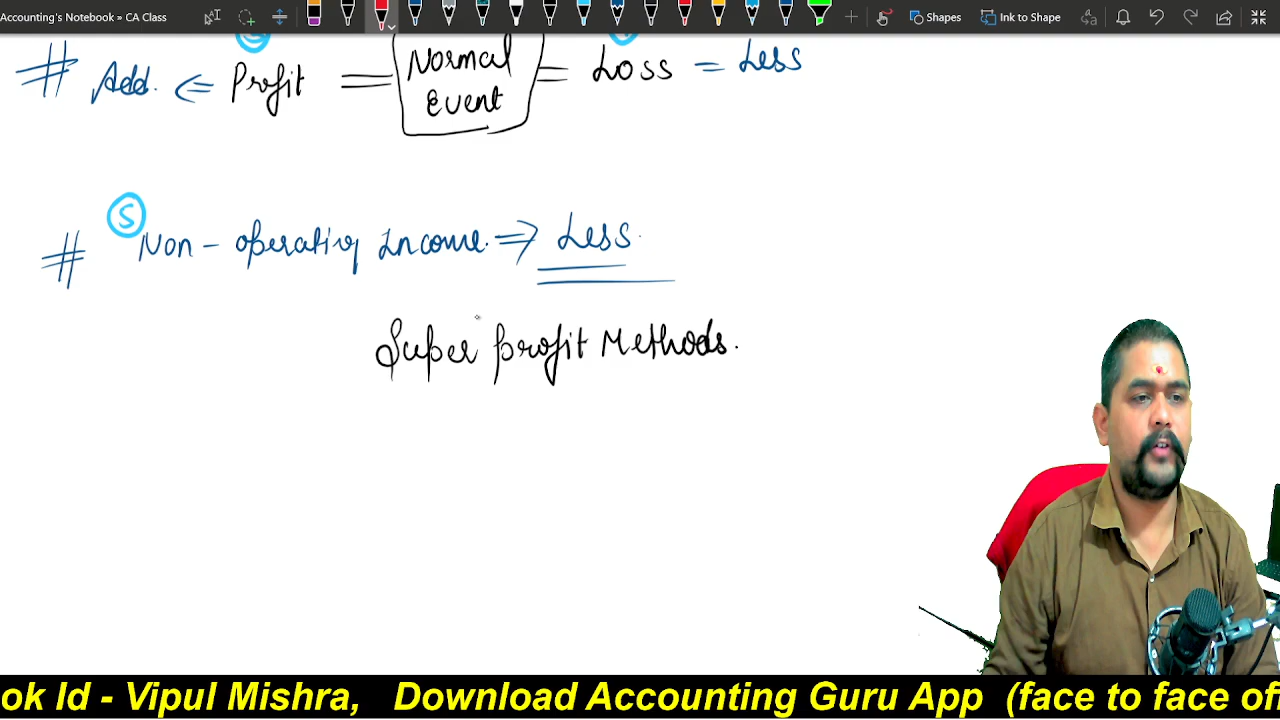 Accounting's Notebook » CA Class
Shapes
Ink to Shape
# Add. ⇐ Profit = Normal Event = Loss = Less
# (5) Non-operating Income. ⇒ Less.
Super profit Methods.
ok Id - Vipul Mishra, Download Accounting Guru App (face to face of